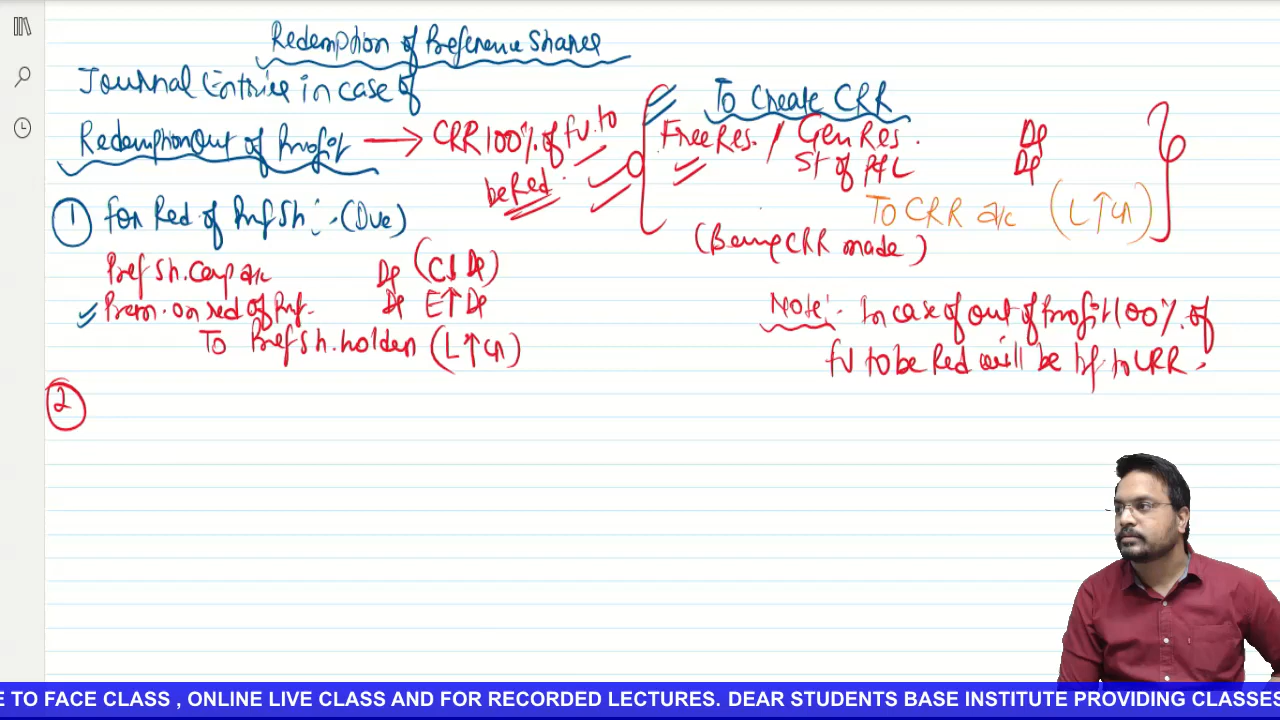 Redemption of Preference Shares
Journal Entries in case of
Redemption Out of Profit → CRR 100% of FV. to
be Red.
① For Red of Pref Sh :- (Due)
Pref Sh. Cap a/c Dr (C↓ Dr)
Prem. on red of Pref. Dr E↑ Dr
To Pref Sh. holders (L↑ Cr)
②
To Create CRR
Free Res. / Gen Res. Dr
St of P&L Dr
To CRR a/c (L↑ Cr)
(Being CRR made)
Note:- In case of out of Profit 100% of
FV to be Red will be trf to CRR.
E TO FACE CLASS , ONLINE LIVE CLASS AND FOR RECORDED LECTURES. DEAR STUDENTS BASE INSTITUTE PROVIDING CLASSES